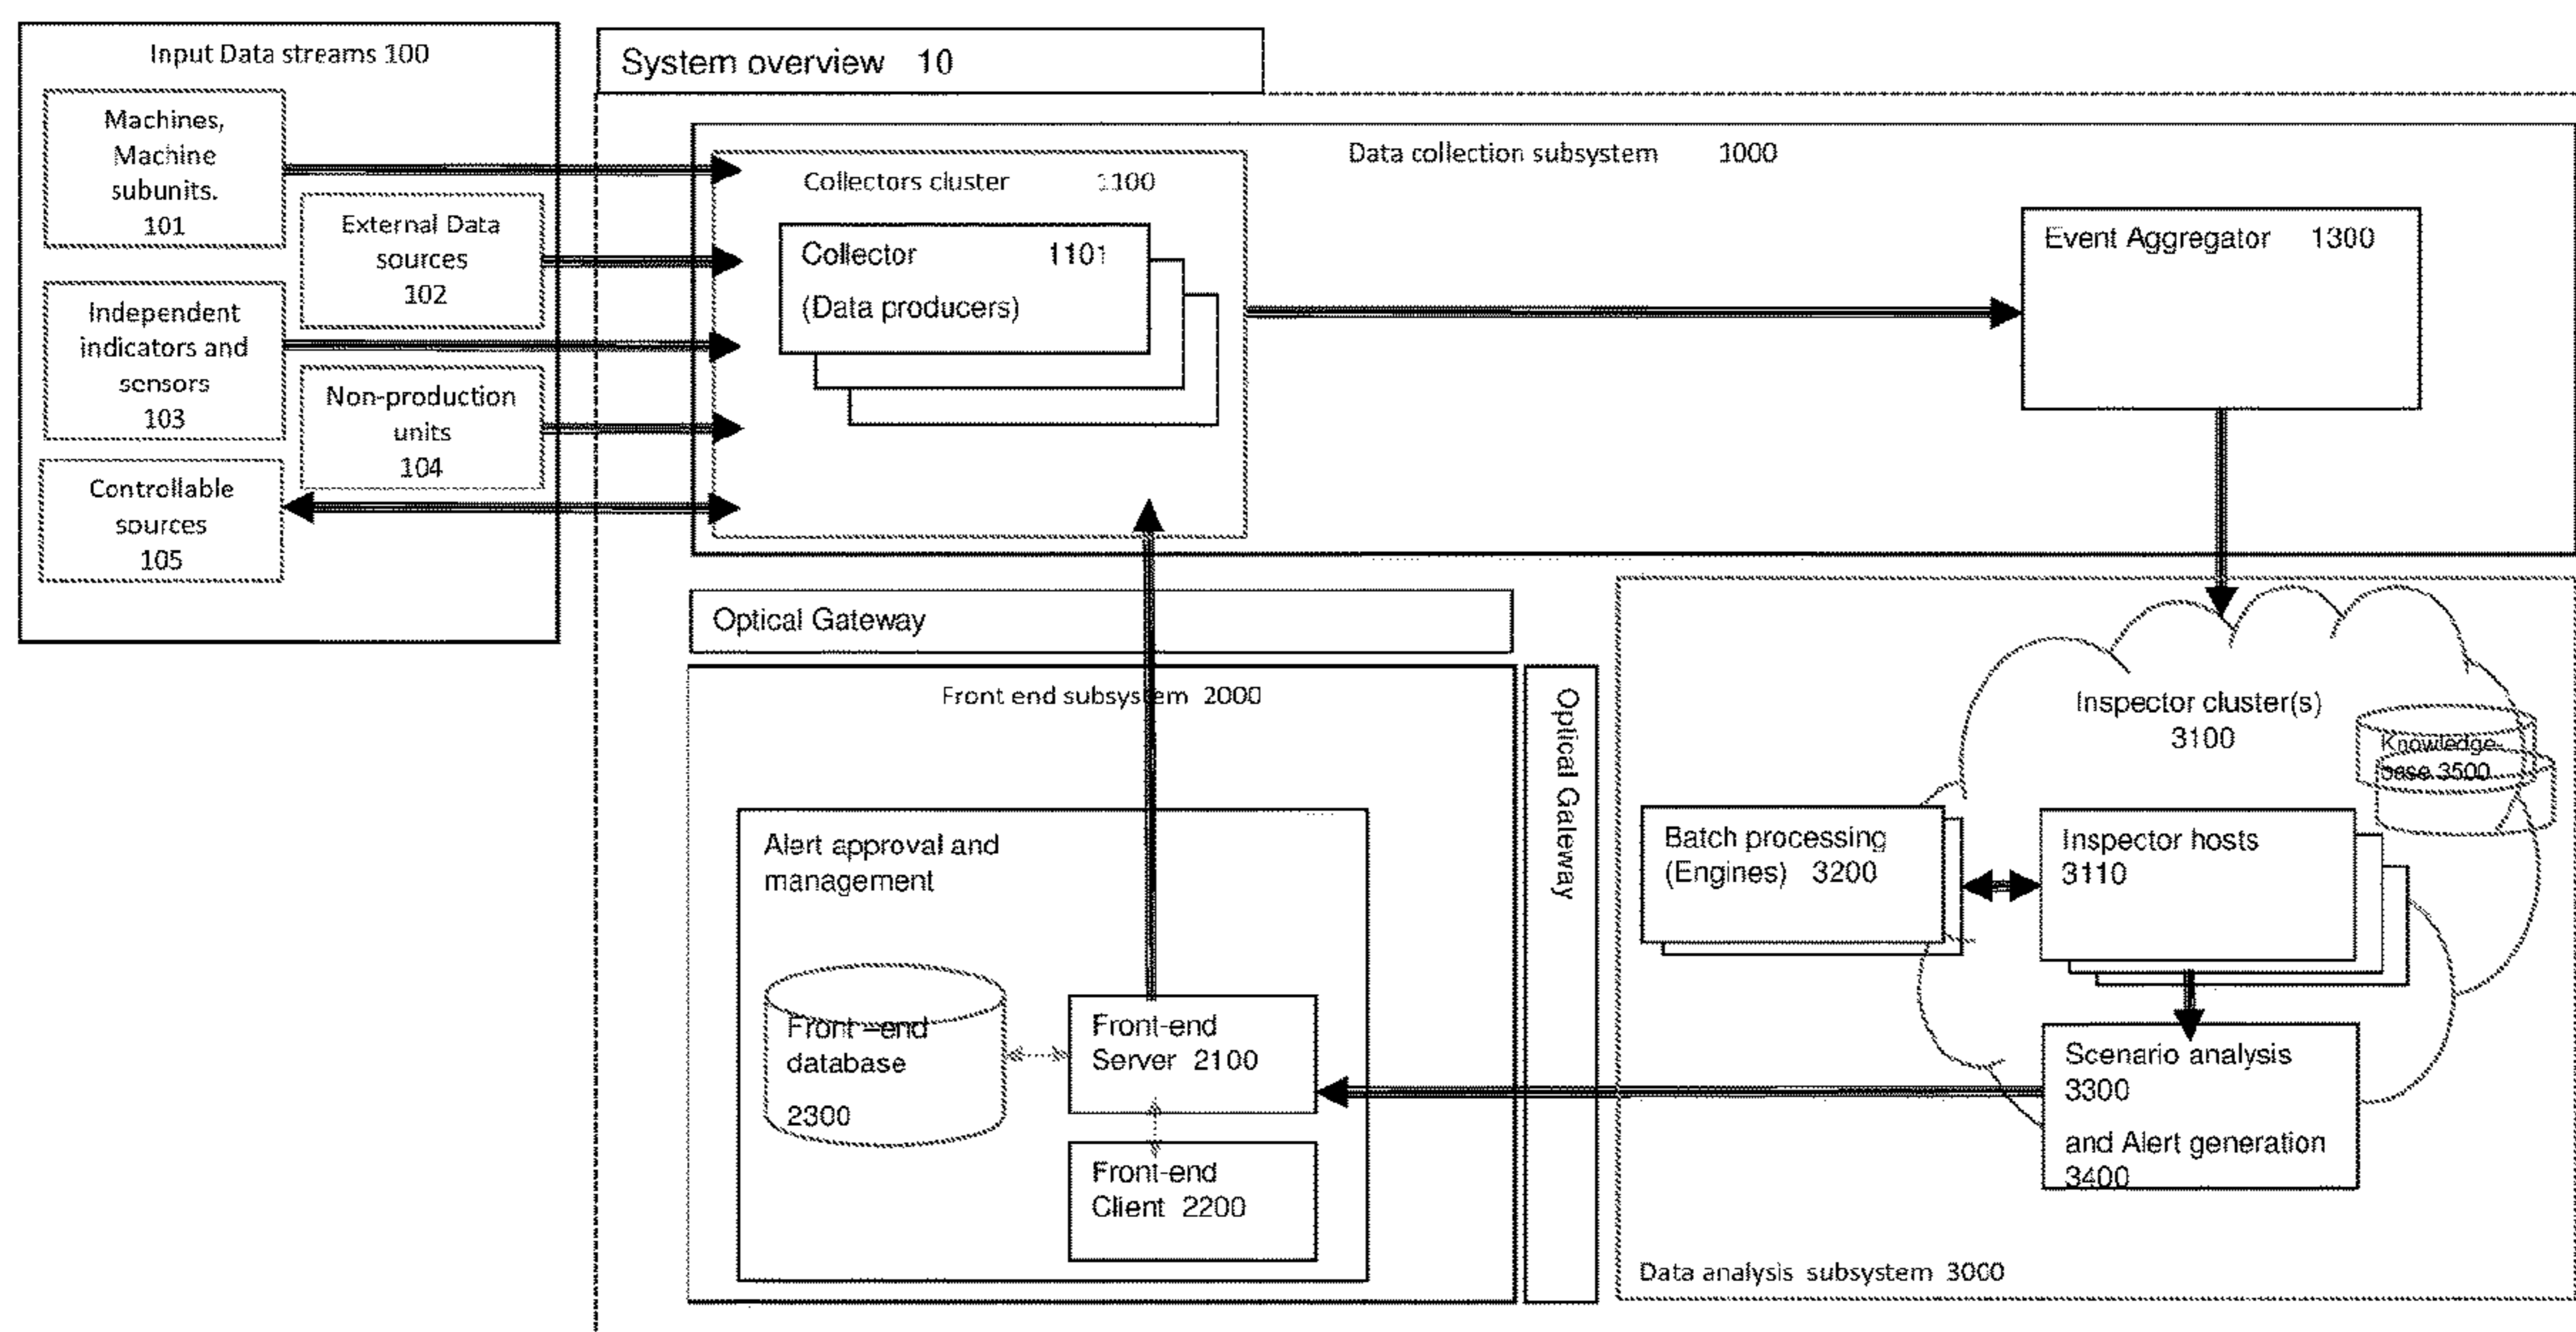 Input Data streams 100
Machines,
Machine
subunits.
101
External Data
sources
102
Independent
indicators and
sensors
103
Non-production
units
104
Controllable
sources
105
System overview 10
Data collection subsystem 1000
Collectors cluster 1100
Collector 1101
(Data producers)
Event Aggregator 1300
Optical Gateway
Front end subsystem 2000
Optical Gateway
Alert approval and
management
Front –end
database
2300
Front-end
Server 2100
Front-end
Client 2200
Inspector cluster(s)
3100
Knowledge-
base 3500
Batch processing
(Engines) 3200
Inspector hosts
3110
Scenario analysis
3300
and Alert generation
3400
Data analysis subsystem 3000